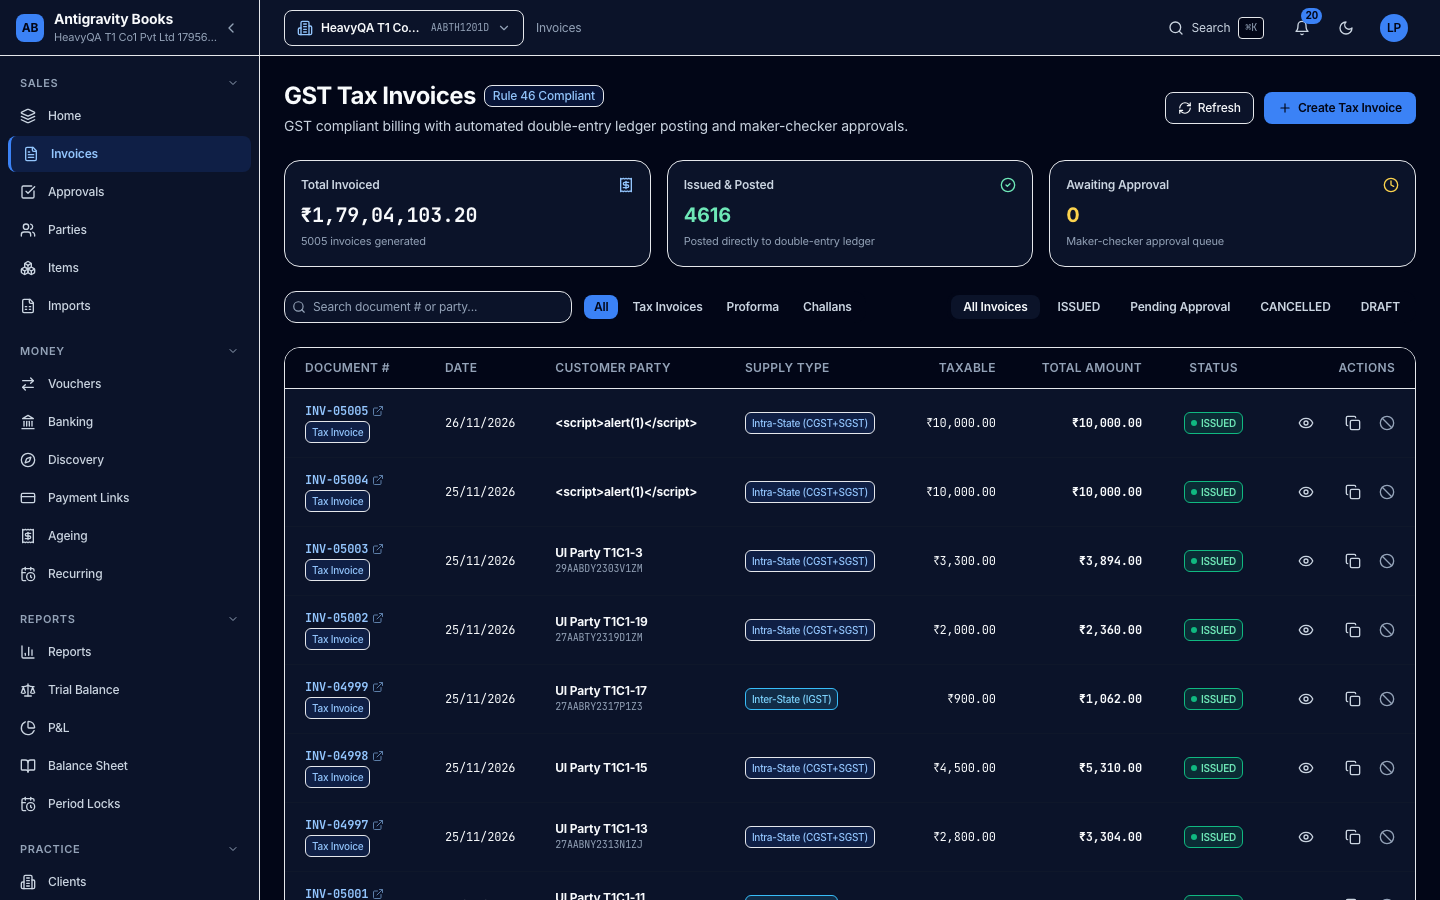 AB
Antigravity Books
HeavyQA T1 Co1 Pvt Ltd 17956...
HeavyQA T1 Co... AABTH1201D
Invoices
Search ⌘K
20
LP
SALES
Home
Invoices
Approvals
Parties
Items
Imports
MONEY
Vouchers
Banking
Discovery
Payment Links
Ageing
Recurring
REPORTS
Reports
Trial Balance
P&L
Balance Sheet
Period Locks
PRACTICE
Clients
GST Tax Invoices Rule 46 Compliant
GST compliant billing with automated double-entry ledger posting and maker-checker approvals.
Refresh
Create Tax Invoice
Total Invoiced
₹1,79,04,103.20
5005 invoices generated
Issued & Posted
4616
Posted directly to double-entry ledger
Awaiting Approval
0
Maker-checker approval queue
Search document # or party...
All Tax Invoices Proforma Challans
All Invoices ISSUED Pending Approval CANCELLED DRAFT
DOCUMENT # DATE CUSTOMER PARTY SUPPLY TYPE TAXABLE TOTAL AMOUNT STATUS ACTIONS
INV-05005
Tax Invoice
26/11/2026 <script>alert(1)</script> Intra-State (CGST+SGST) ₹10,000.00 ₹10,000.00 ISSUED
INV-05004
Tax Invoice
25/11/2026 <script>alert(1)</script> Intra-State (CGST+SGST) ₹10,000.00 ₹10,000.00 ISSUED
INV-05003
Tax Invoice
25/11/2026
UI Party T1C1-3
29AABDY2303V1ZM
Intra-State (CGST+SGST) ₹3,300.00 ₹3,894.00 ISSUED
INV-05002
Tax Invoice
25/11/2026
UI Party T1C1-19
27AABTY2319D1ZM
Intra-State (CGST+SGST) ₹2,000.00 ₹2,360.00 ISSUED
INV-04999
Tax Invoice
25/11/2026
UI Party T1C1-17
27AABRY2317P1Z3
Inter-State (IGST) ₹900.00 ₹1,062.00 ISSUED
INV-04998
Tax Invoice
25/11/2026 UI Party T1C1-15 Intra-State (CGST+SGST) ₹4,500.00 ₹5,310.00 ISSUED
INV-04997
Tax Invoice
25/11/2026
UI Party T1C1-13
27AABNY2313N1ZJ
Intra-State (CGST+SGST) ₹2,800.00 ₹3,304.00 ISSUED
INV-05001
UI Party T1C1-11